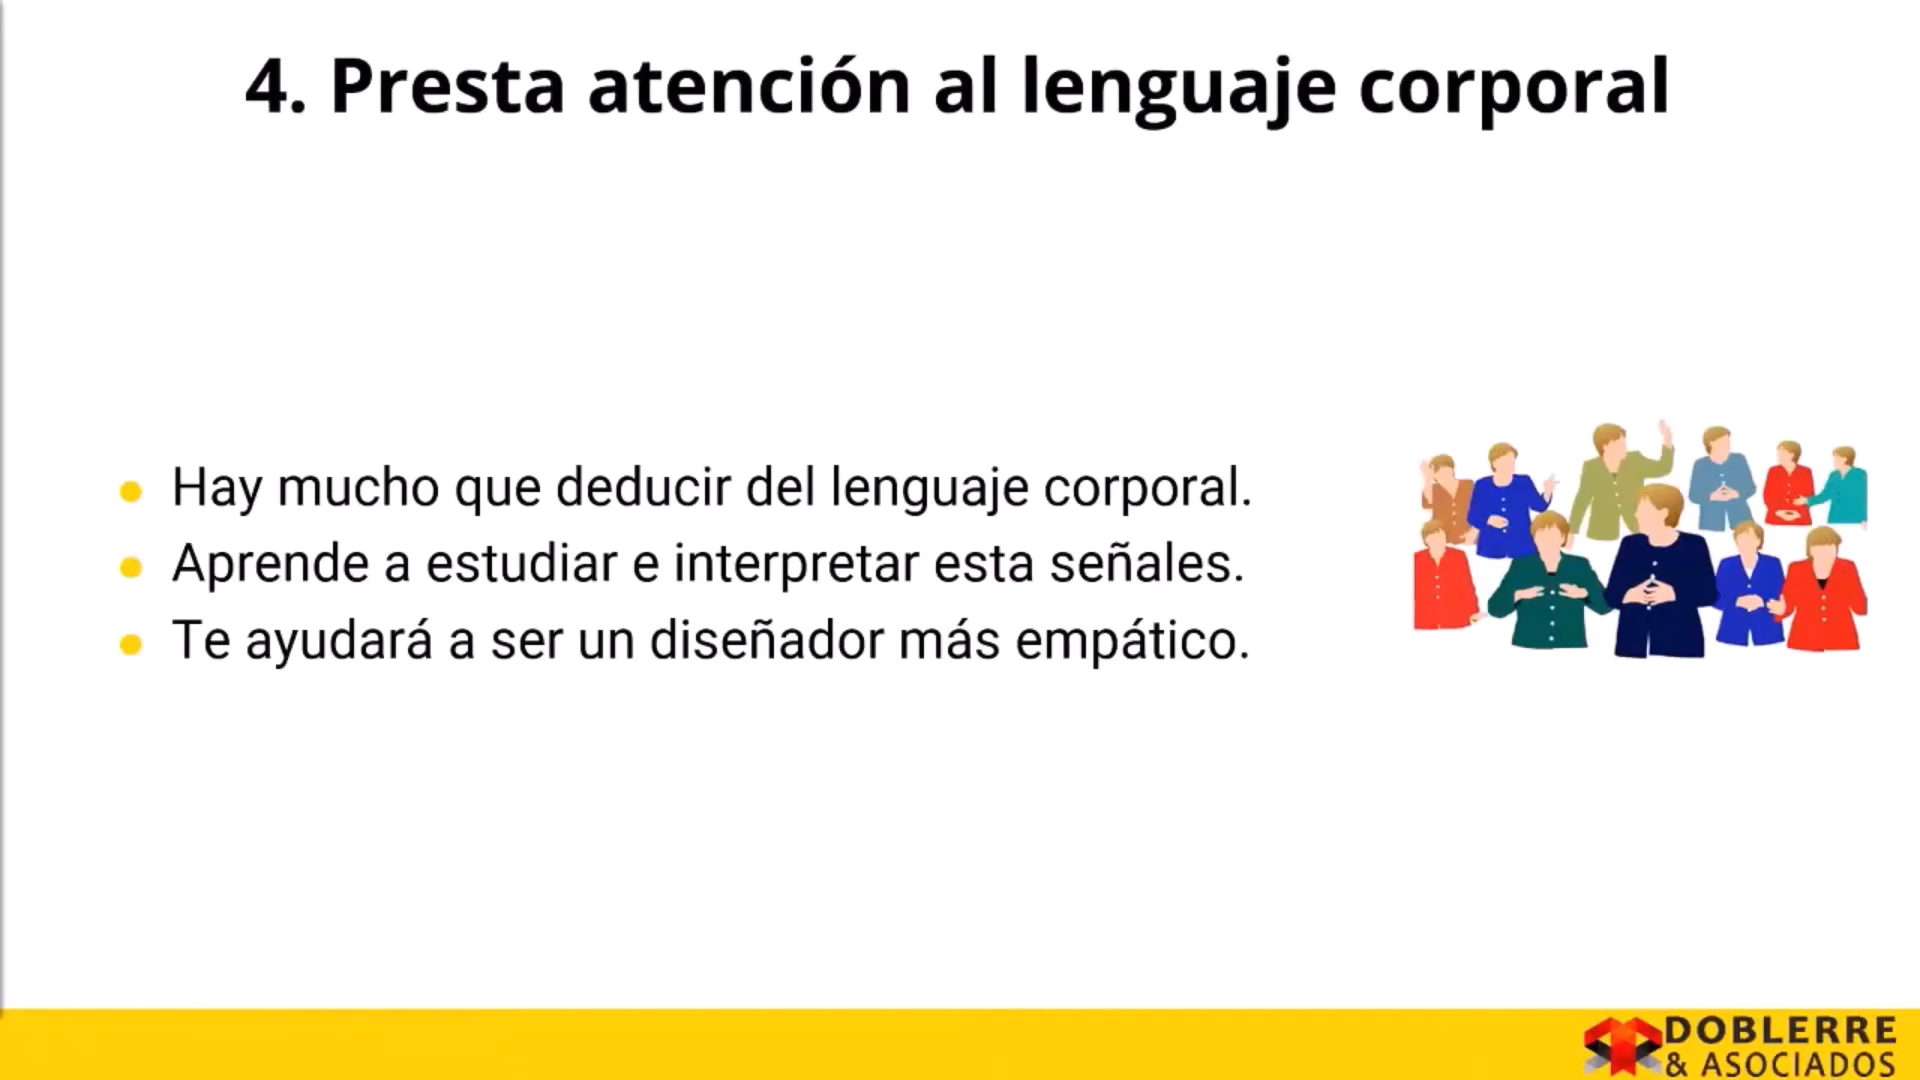 4. Presta atención al lenguaje corporal
Hay mucho que deducir del lenguaje corporal.
Aprende a estudiar e interpretar esta señales.
Te ayudará a ser un diseñador más empático.
DOBLERRE
& ASOCIADOS